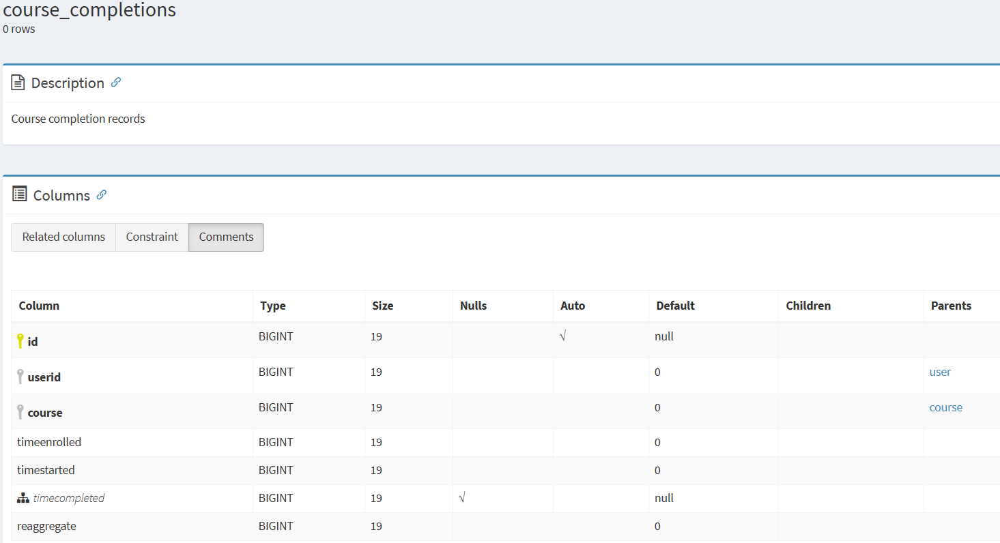 course_completions
0 rows
Description
Course completion records
Columns
Related columns Constraint Comments
Column Type Size Nulls Auto Default Children Parents
id BIGINT 19 √ null
userid BIGINT 19 0 user
course BIGINT 19 0 course
timeenrolled BIGINT 19 0
timestarted BIGINT 19 0
timecompleted BIGINT 19 √ null
reaggregate BIGINT 19 0